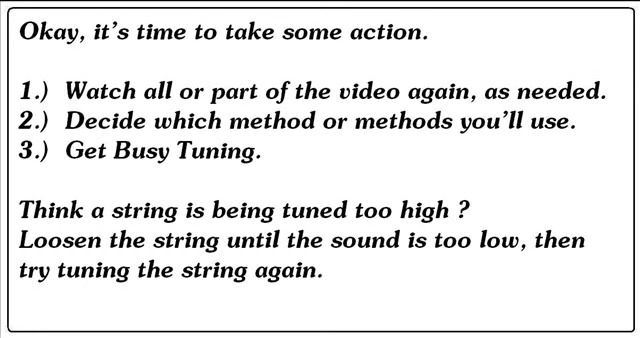 Okay, it's time to take some action.
1.) Watch all or part of the video again, as needed.
2.) Decide which method or methods you'll use.
3.) Get Busy Tuning.
Think a string is being tuned too high ?
Loosen the string until the sound is too low, then
try tuning the string again.